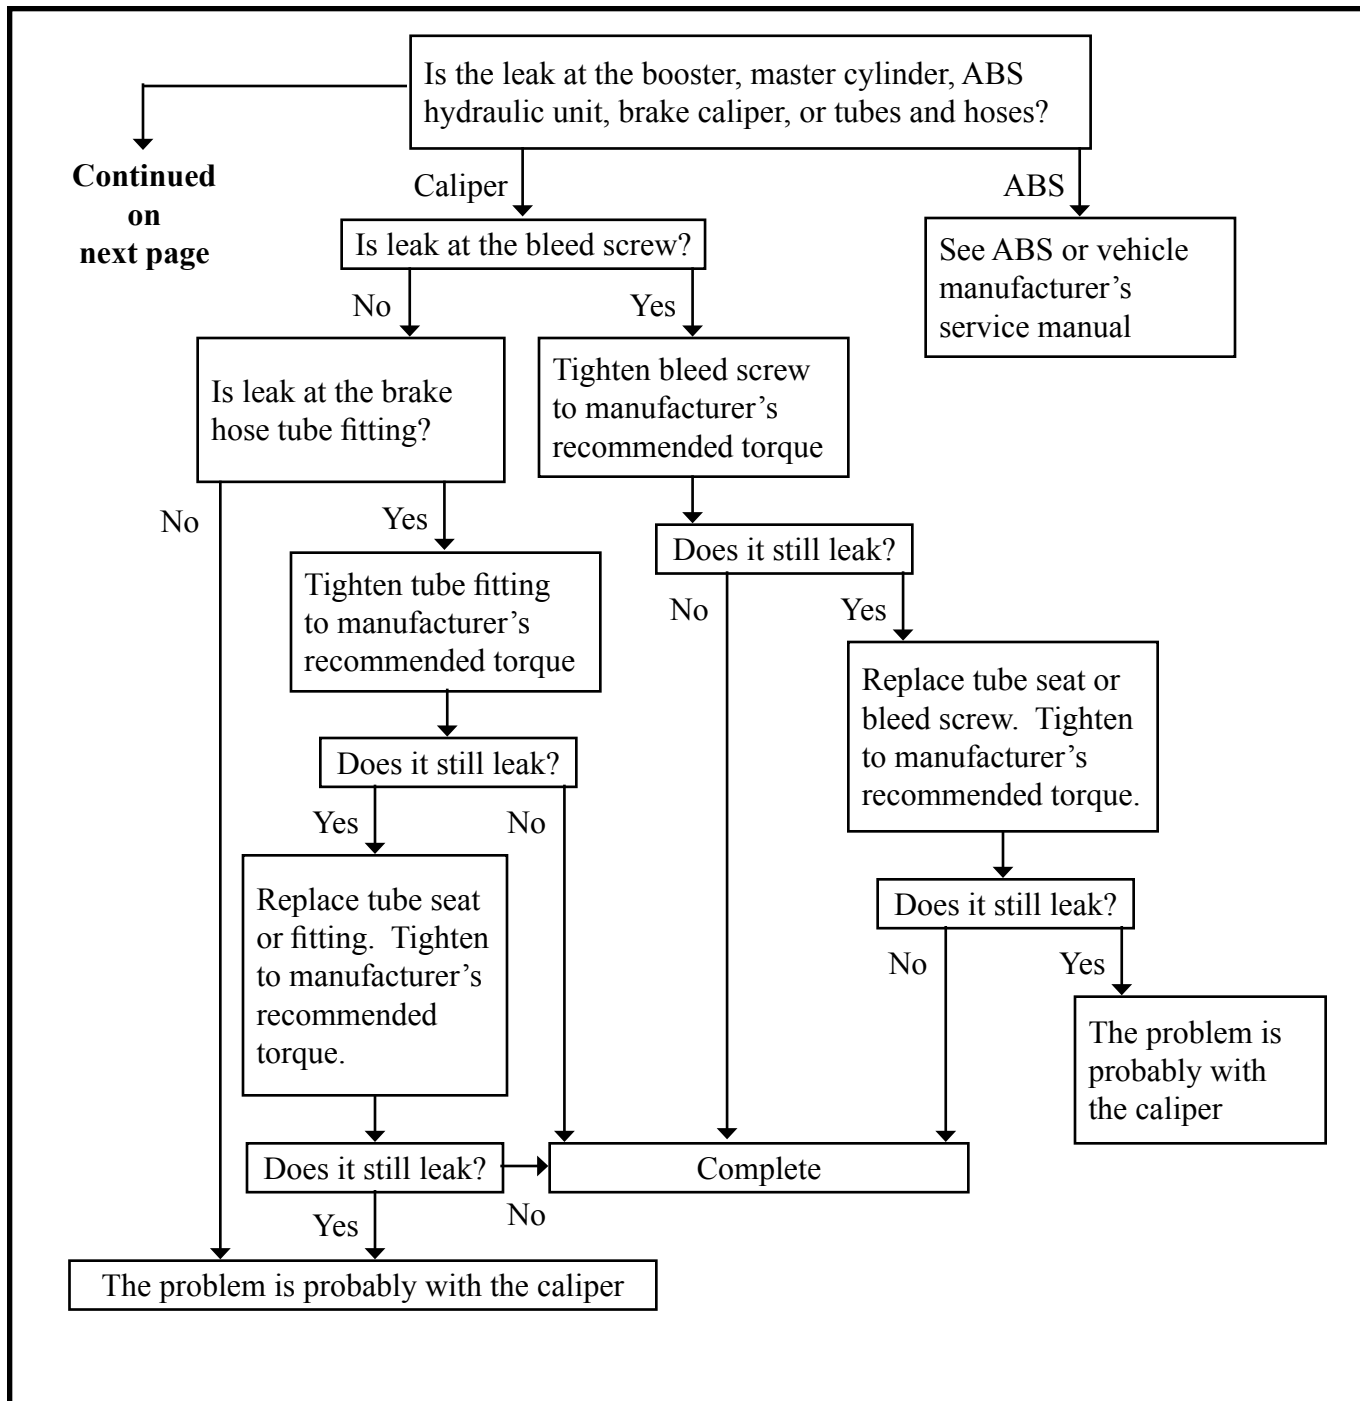 Is the leak at the booster, master cylinder, ABS
hydraulic unit, brake caliper, or tubes and hoses?
Continued
on
next page
Caliper
ABS
Is leak at the bleed screw?
See ABS or vehicle
manufacturer’s
service manual
No
Yes
Is leak at the brake
hose tube fitting?
Tighten bleed screw
to manufacturer’s
recommended torque
No
Yes
Does it still leak?
Tighten tube fitting
to manufacturer’s
recommended torque
No
Yes
Replace tube seat or
bleed screw.  Tighten
to manufacturer’s
recommended torque.
Does it still leak?
Yes
No
Replace tube seat
or fitting.  Tighten
to manufacturer’s
recommended
torque.
Does it still leak?
No
Yes
The problem is
probably with
the caliper
Does it still leak?
No
Complete
Yes
The problem is probably with the caliper